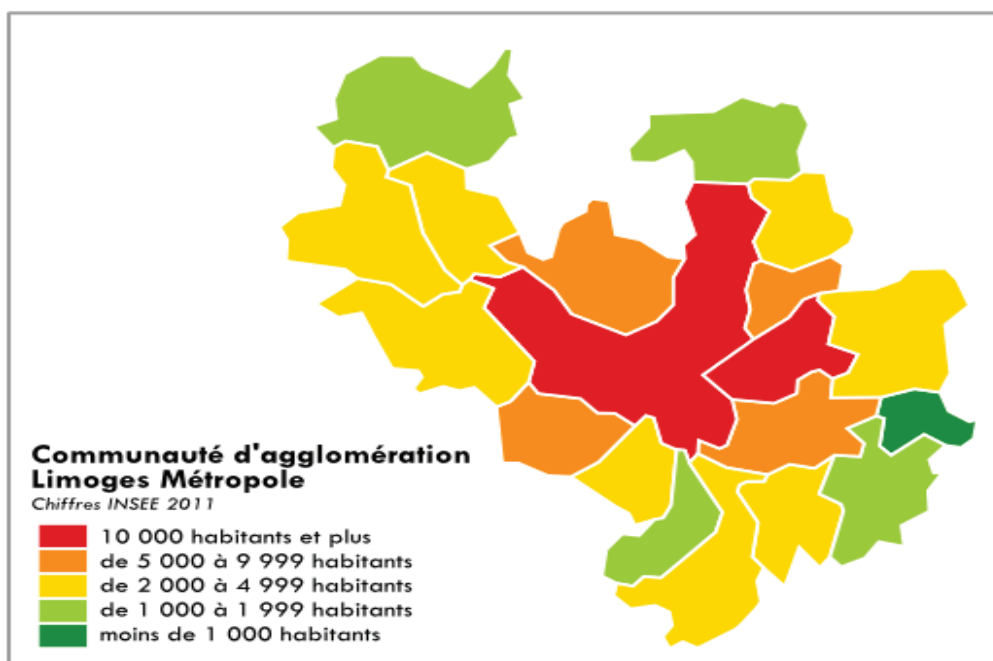 Communauté d'agglomération
Limoges Métropole
Chiffres INSEE 2011
10 000 habitants et plus
de 5 000 à 9 999 habitants
de 2 000 à 4 999 habitants
de 1 000 à 1 999 habitants
moins de 1 000 habitants